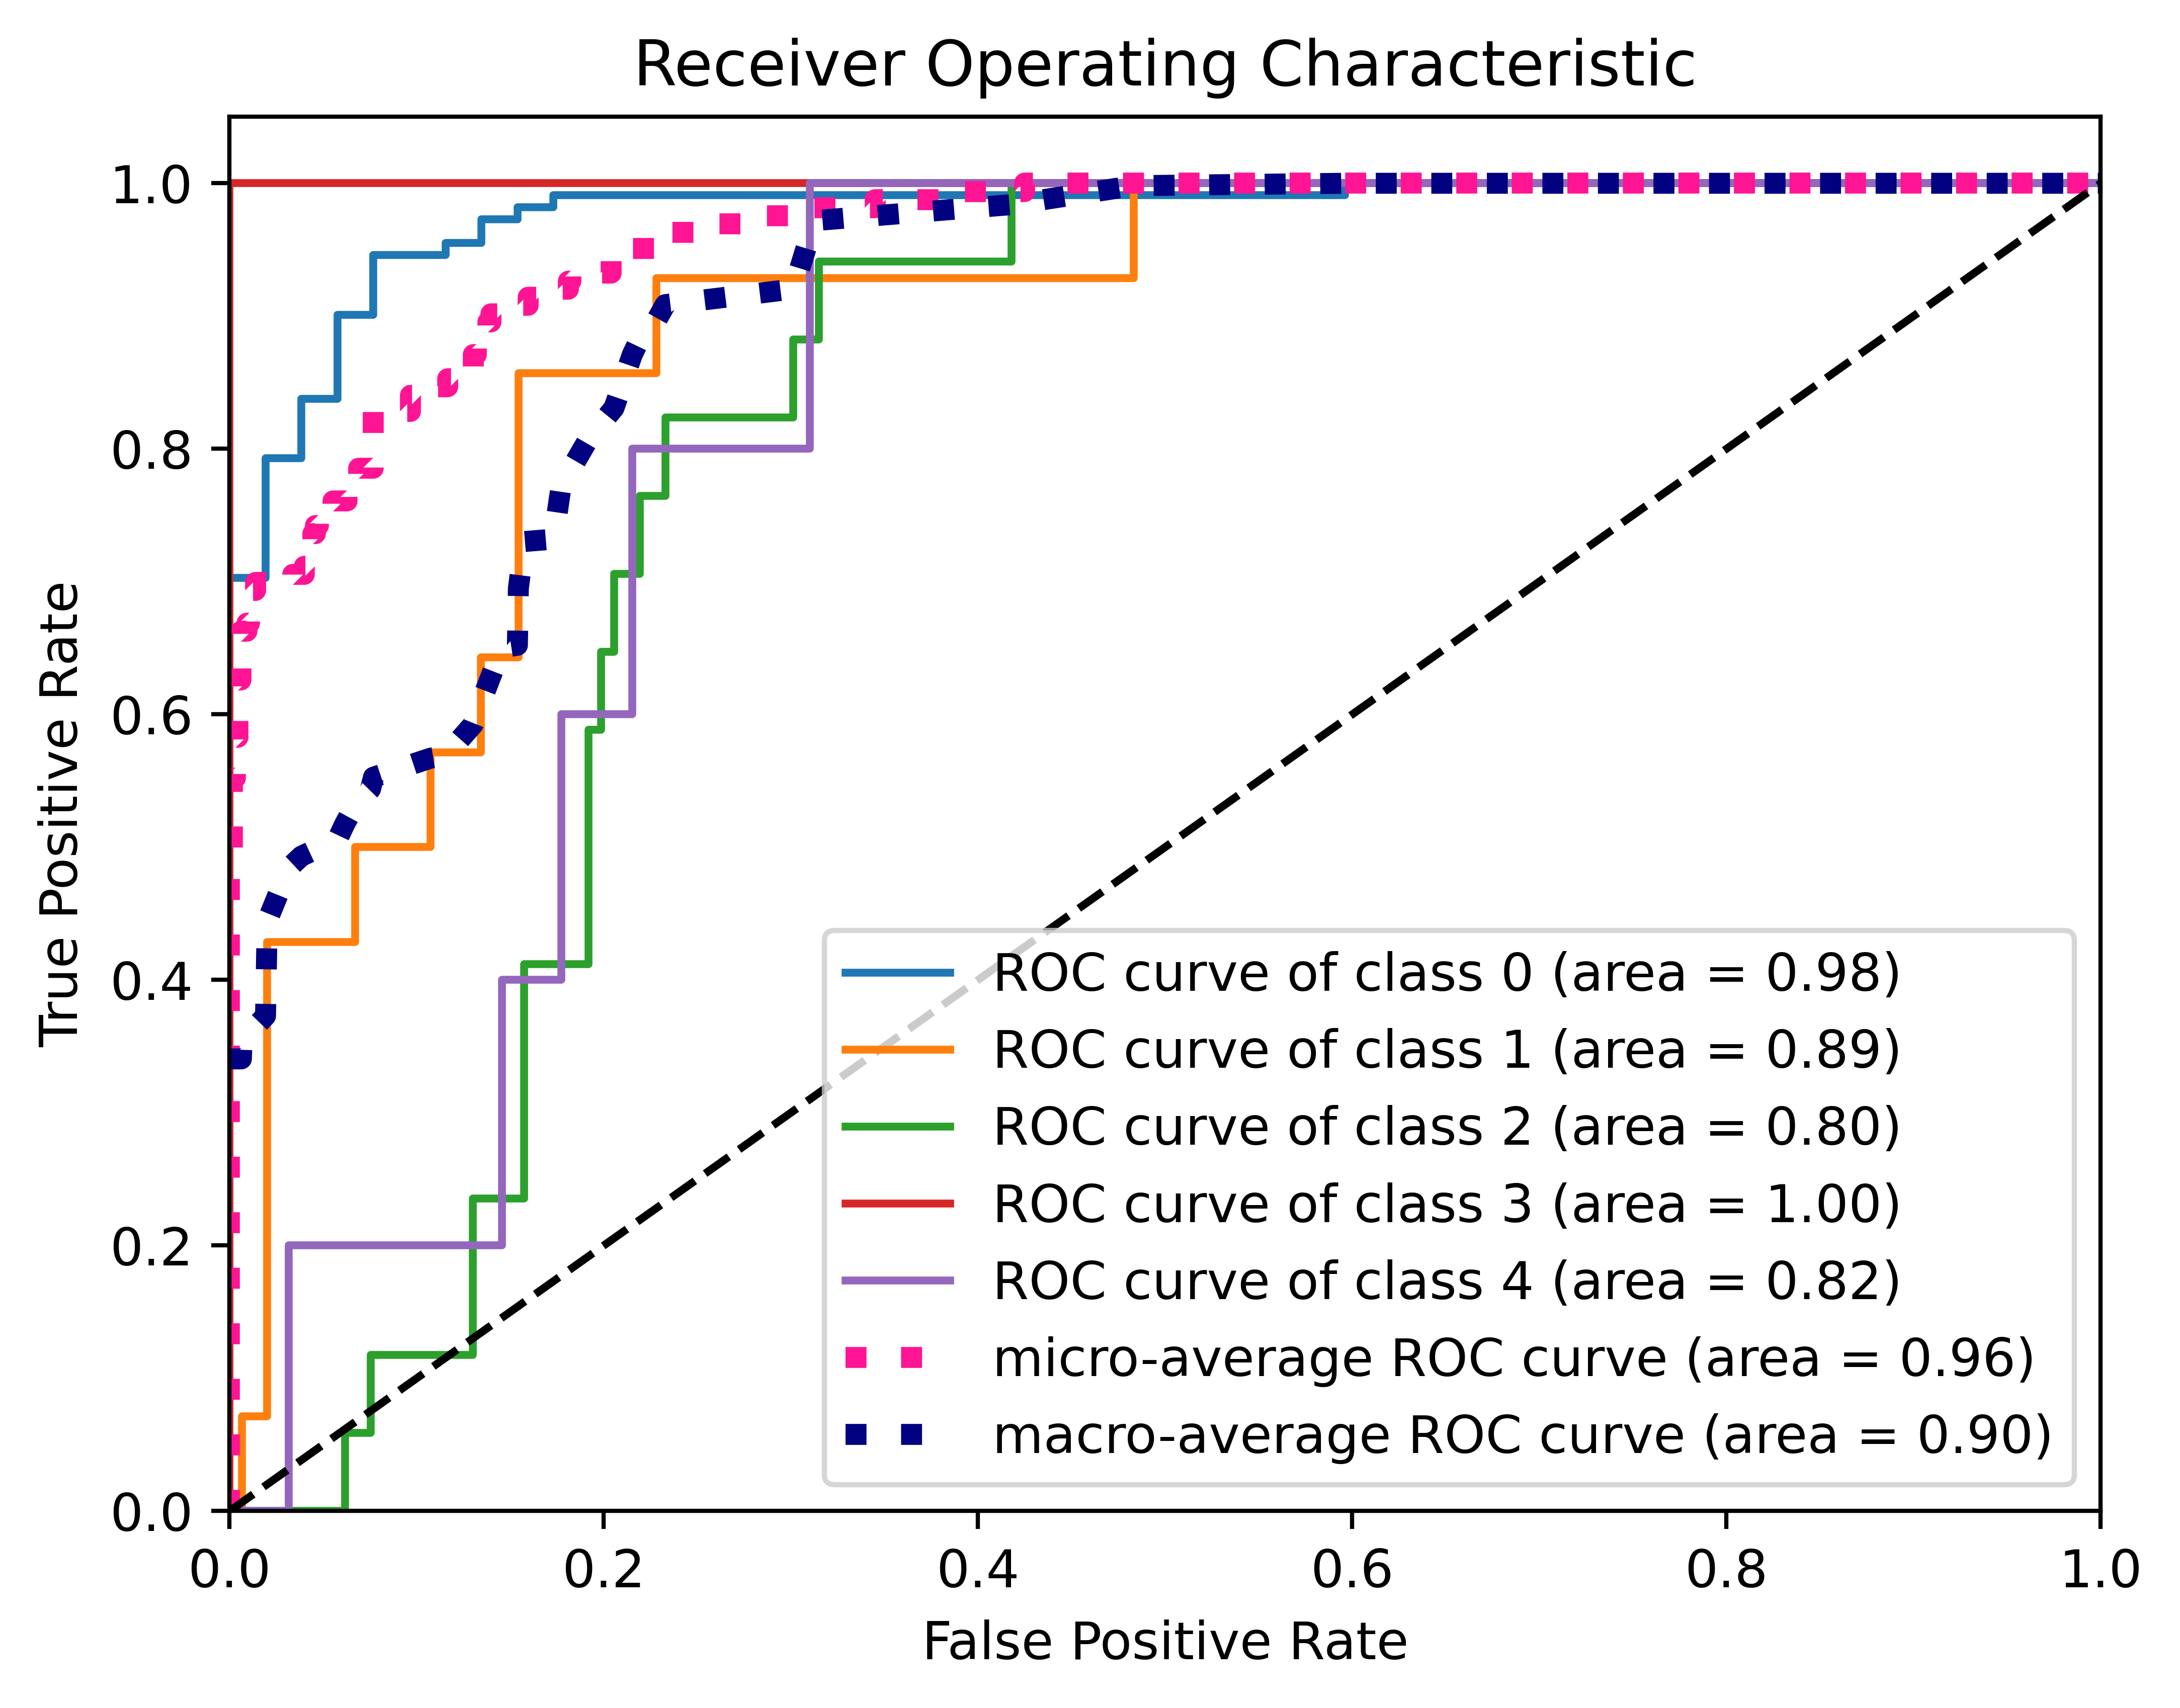 Receiver Operating Characteristic
1.0
0.8
0.6
0.4
0.2
0.0
True Positive Rate
ROC curve of class 0 (area = 0.98)
ROC curve of class 1 (area = 0.89)
ROC curve of class 2 (area = 0.80)
ROC curve of class 3 (area = 1.00)
ROC curve of class 4 (area = 0.82)
micro-average ROC curve (area = 0.96)
macro-average ROC curve (area = 0.90)
0.0 0.2 0.4 0.6 0.8 1.0
False Positive Rate